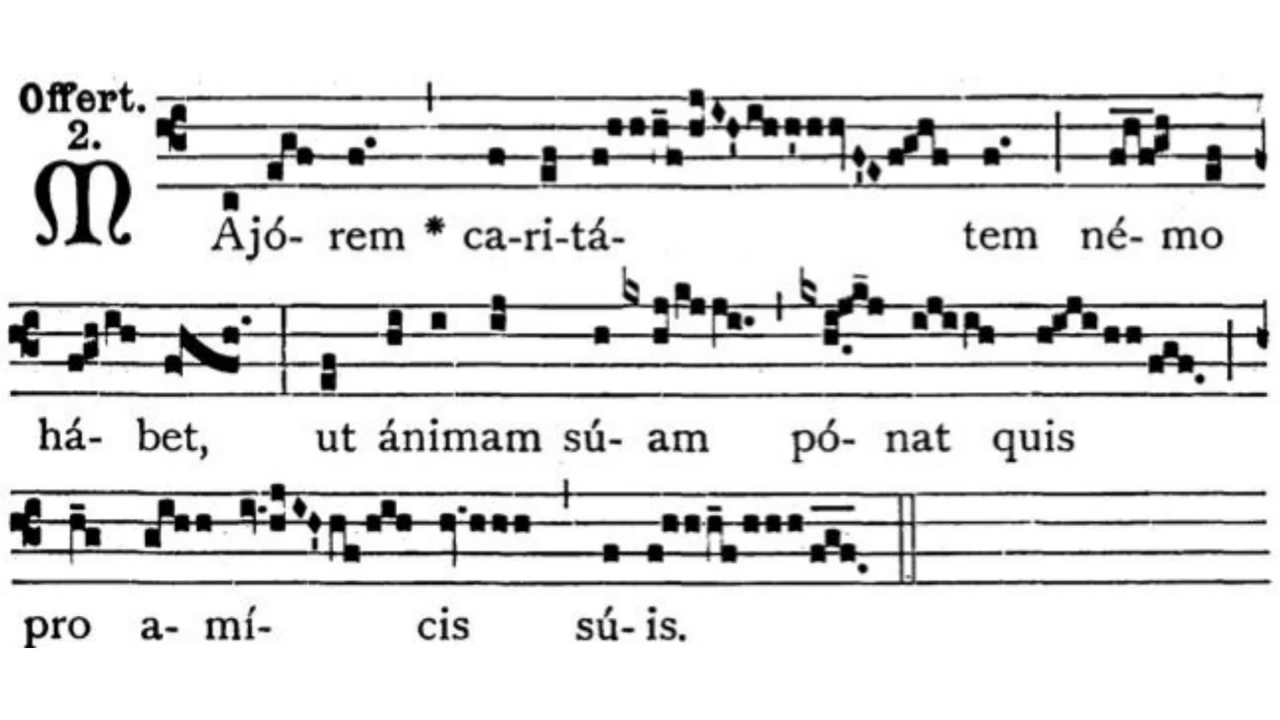 Offert.
2.
MAjó- rem * ca-ri-tá- tem né- mo
há- bet, ut ánimam sú- am pó- nat quis
pro a- mí- cis sú- is.